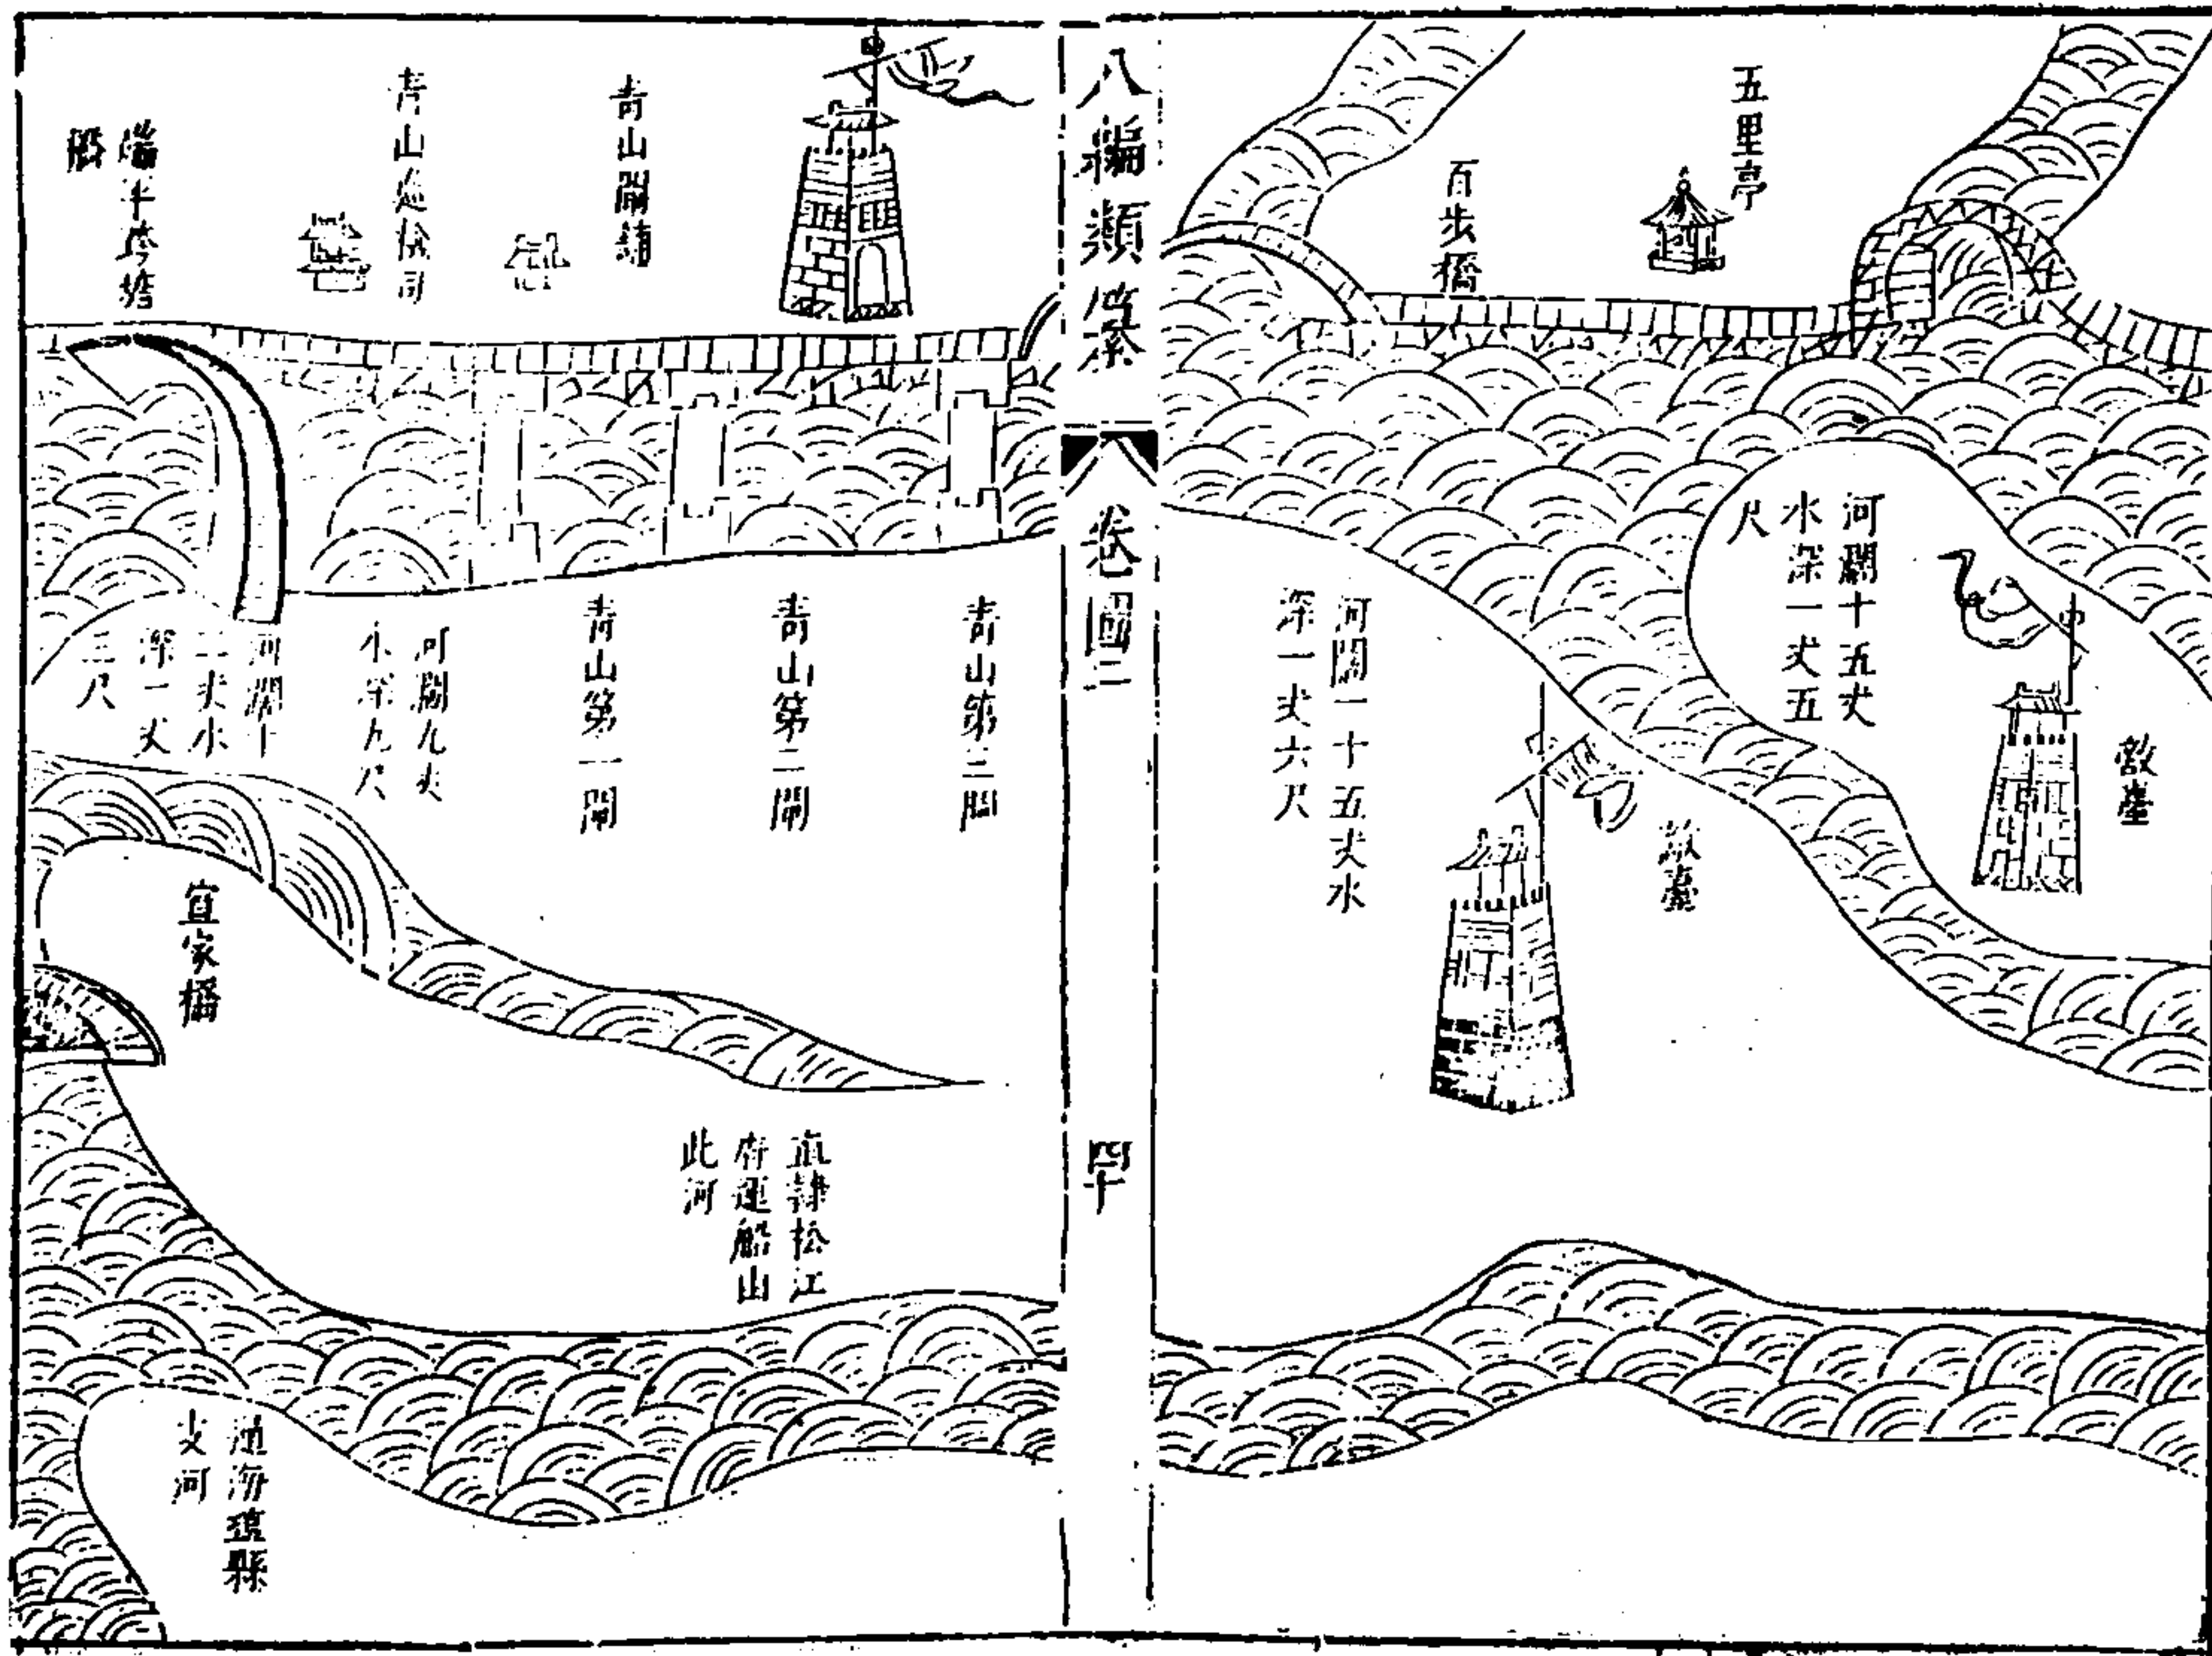 五里亭
百步橋
河闊十五丈
水深一丈五
尺
敵臺
河闊一十五丈水
深一丈六尺
敵臺
八編類纂
卷圖二
四十
青山閘鋪
青山巡檢司
青山第三閘
青山第二閘
青山第一閘
河闊九丈
水深九尺
河闊十
二丈水
深一丈
三尺
宜家橋
直隸松江
府運船由
此河
通海塩縣
支河